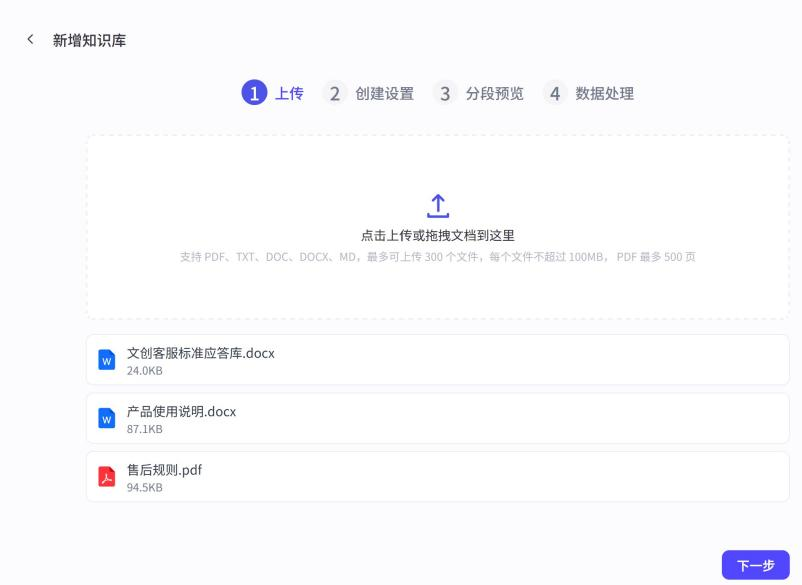 新增知识库
1 上传 2 创建设置 3 分段预览 4 数据处理
点击上传或拖拽文档到这里
支持 PDF、TXT、DOC、DOCX、MD，最多可上传 300 个文件，每个文件不超过 100MB， PDF 最多 500 页
W
文创客服标准应答库.docx
24.0KB
W
产品使用说明.docx
87.1KB
售后规则.pdf
94.5KB
下一步